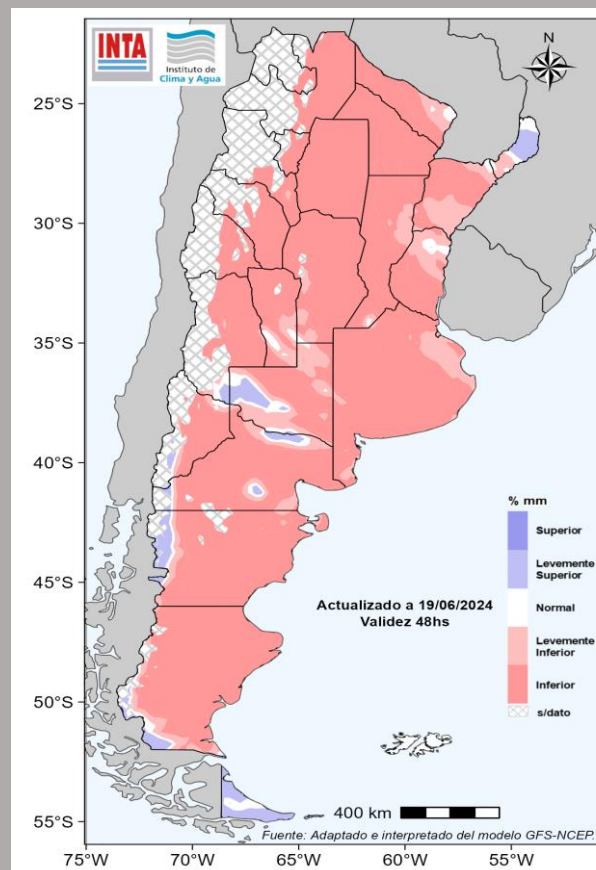 INTA
Instituto de
Clima y Agua
N
25°S
30°S
35°S
40°S
45°S
50°S
55°S
% mm
Superior
Levemente
Superior
Normal
Levemente
Inferior
Inferior
s/dato
Actualizado a 19/06/2024
Validez 48hs
400 km
Fuente: Adaptado e interpretado del modelo GFS-NCEP.
75°W
70°W
65°W
60°W
55°W